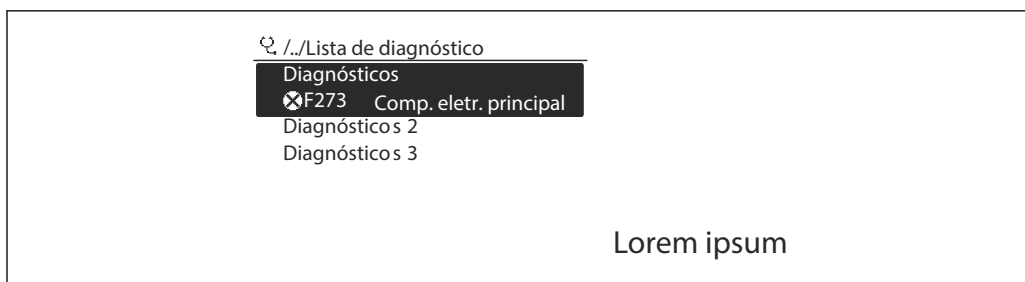 /../Lista de diagnóstico
Diagnósticos
F273 Comp. eletr. principal
Diagnósticos 2
Diagnósticos 3
Lorem ipsum